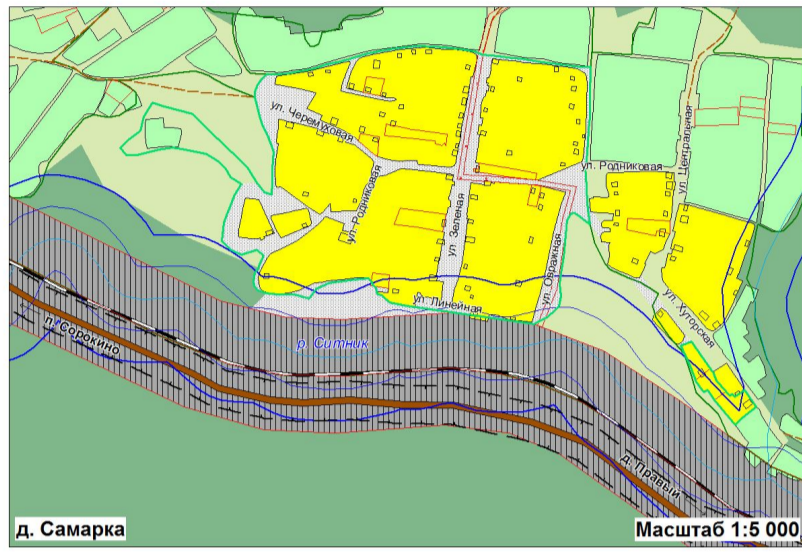 ул. Черемуховая
ул. Родниковая
ул. Центральная
ул. Родниковая
ул. Зеленая
ул. Овражная
ул. Линейная
ул. Хуторская
р. Ситник
п. Сорокино
д. Правый
д. Самарка
Масштаб 1:5 000